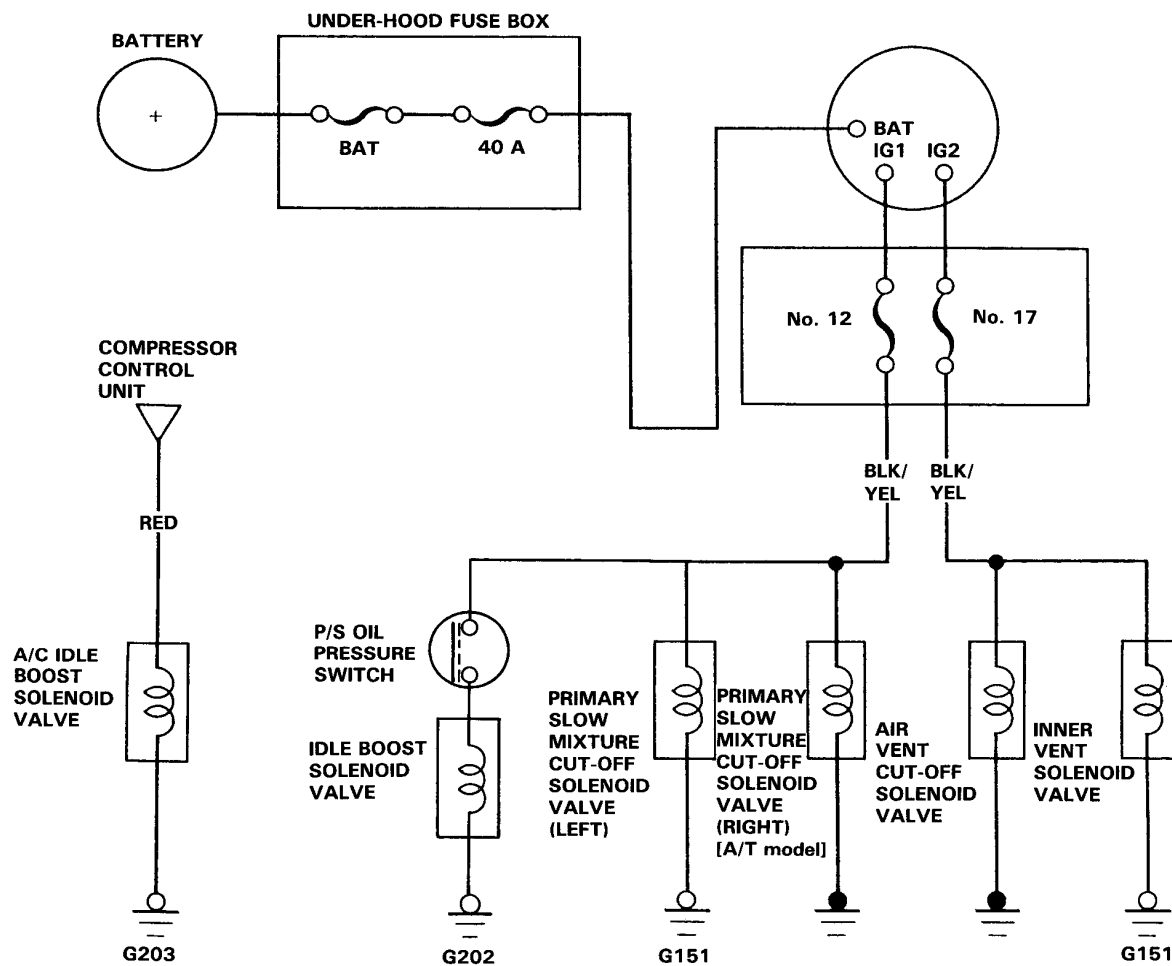 UNDER-HOOD FUSE BOX
BATTERY
+
BAT
40 A
BAT
IG1
IG2
No. 12
No. 17
COMPRESSOR
CONTROL
UNIT
BLK/
YEL
BLK/
YEL
RED
A/C IDLE
BOOST
SOLENOID
VALVE
P/S OIL
PRESSURE
SWITCH
IDLE BOOST
SOLENOID
VALVE
PRIMARY
SLOW
MIXTURE
CUT-OFF
SOLENOID
VALVE
(LEFT)
PRIMARY
SLOW
MIXTURE
CUT-OFF
SOLENOID
VALVE
(RIGHT)
[A/T model]
AIR
VENT
CUT-OFF
SOLENOID
VALVE
INNER
VENT
SOLENOID
VALVE
G203
G202
G151
G151